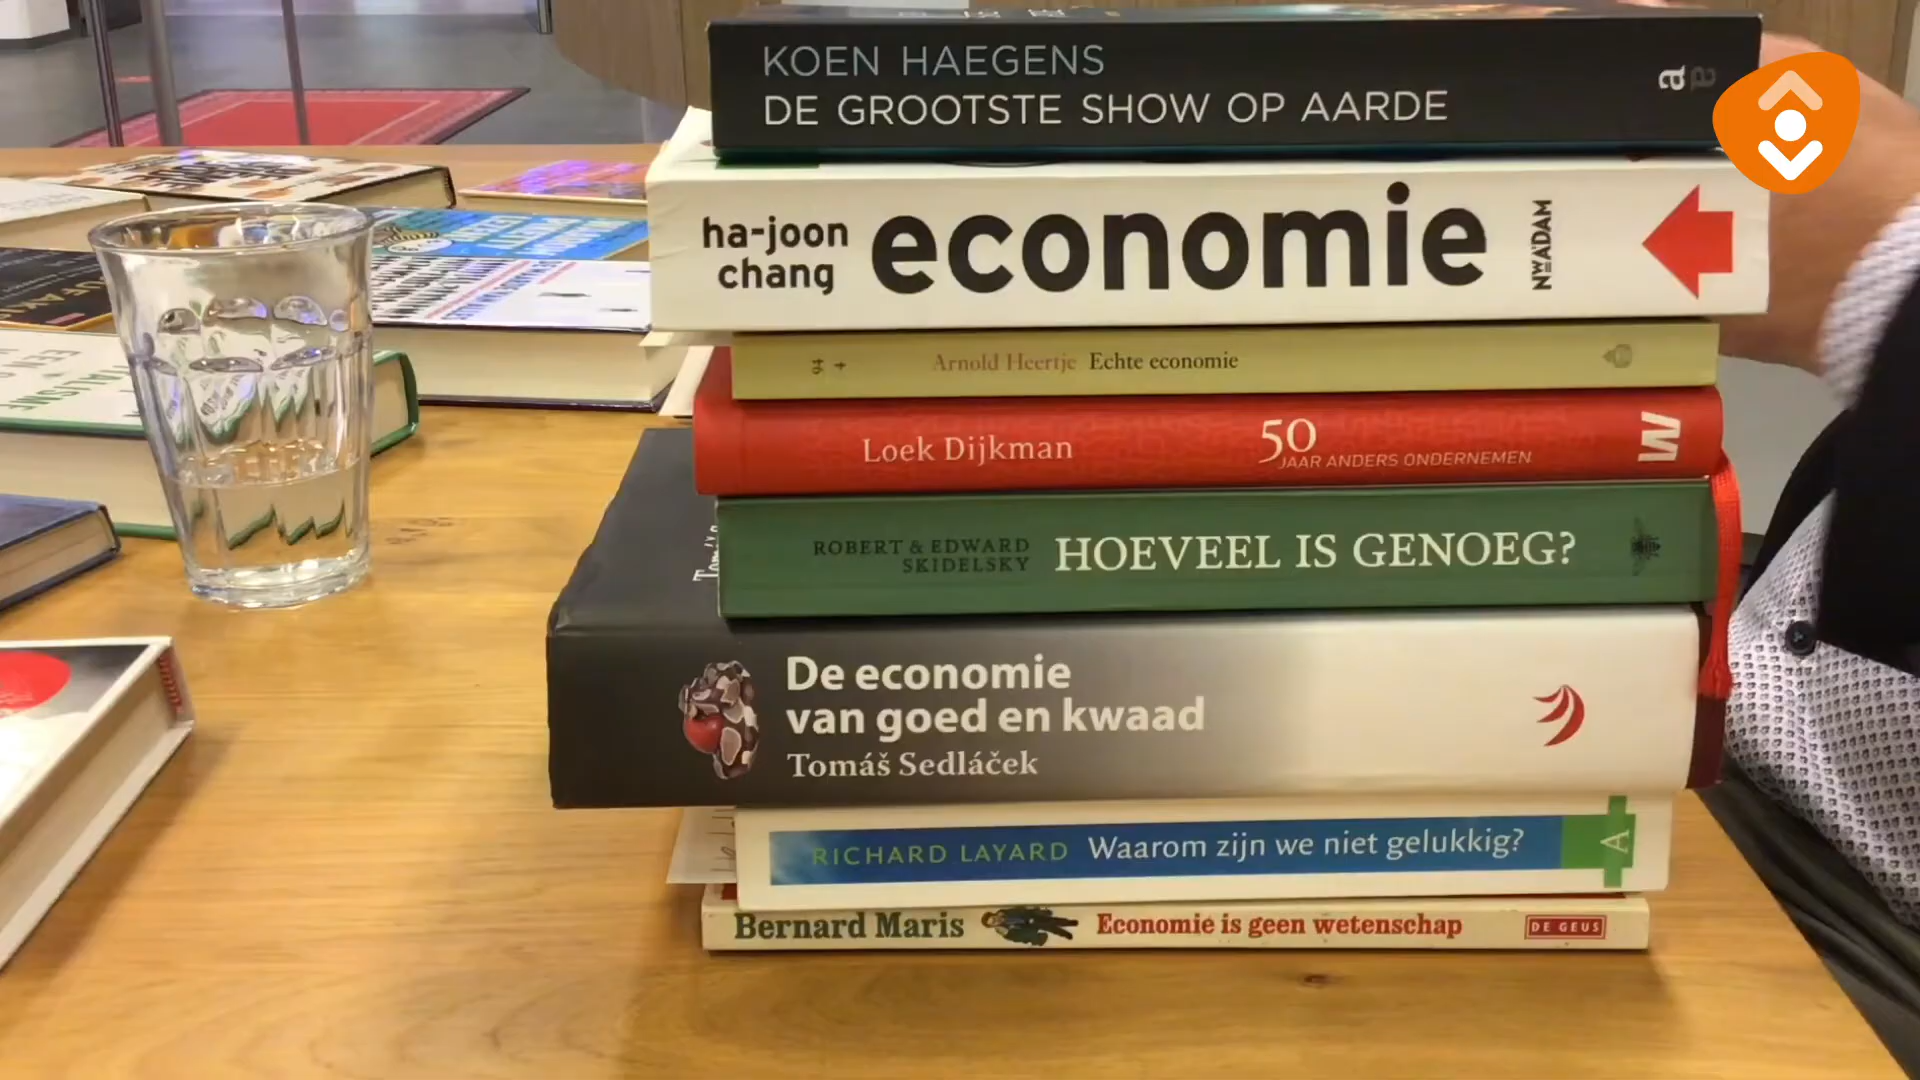 KOEN HAEGENS
DE GROOTSTE SHOW OP AARDE
a
ha-joon
chang
economie
NWADAM
Arnold Heertje Echte economie
Loek Dijkman
50
JAAR ANDERS ONDERNEMEN
W
ROBERT & EDWARD
SKIDELSKY
HOEVEEL IS GENOEG?
De economie
van goed en kwaad
Tomáš Sedláček
RICHARD LAYARD Waarom zijn we niet gelukkig?
A
Bernard Maris Economie is geen wetenschap
DE GEUS